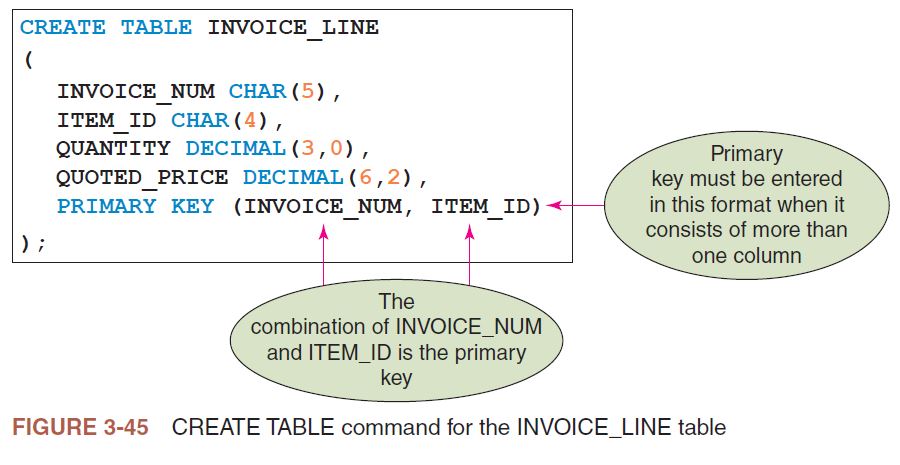 CREATE TABLE INVOICE_LINE
(
INVOICE_NUM CHAR(5),
ITEM_ID CHAR(4),
QUANTITY DECIMAL(3,0),
QUOTED_PRICE DECIMAL(6,2),
PRIMARY KEY (INVOICE_NUM, ITEM_ID)
);
Primary
key must be entered
in this format when it
consists of more than
one column
The
combination of INVOICE_NUM
and ITEM_ID is the primary
key
FIGURE 3-45 CREATE TABLE command for the INVOICE_LINE table